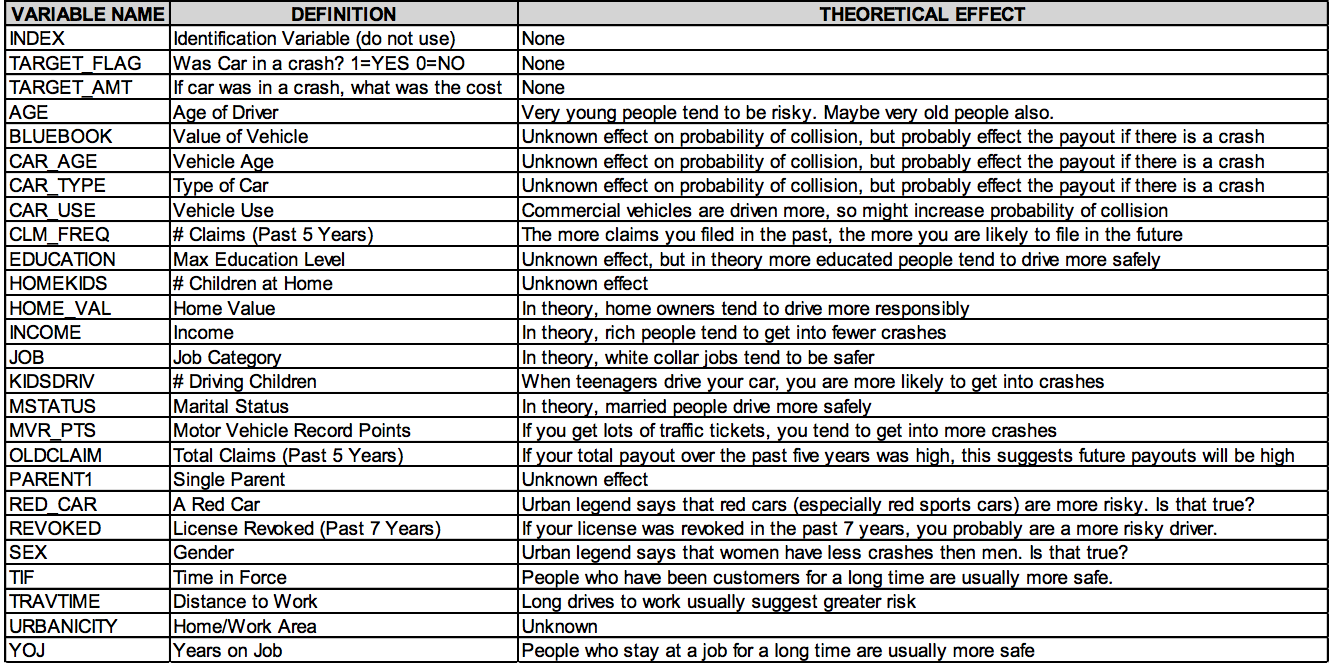 VARIABLE NAME DEFINITION THEORETICAL EFFECT
INDEX Identification Variable (do not use) None
TARGET_FLAG Was Car in a crash? 1=YES 0=NO None
TARGET_AMT If car was in a crash, what was the cost None
AGE Age of Driver Very young people tend to be risky. Maybe very old people also.
BLUEBOOK Value of Vehicle Unknown effect on probability of collision, but probably effect the payout if there is a crash
CAR_AGE Vehicle Age Unknown effect on probability of collision, but probably effect the payout if there is a crash
CAR_TYPE Type of Car Unknown effect on probability of collision, but probably effect the payout if there is a crash
CAR_USE Vehicle Use Commercial vehicles are driven more, so might increase probability of collision
CLM_FREQ # Claims (Past 5 Years) The more claims you filed in the past, the more you are likely to file in the future
EDUCATION Max Education Level Unknown effect, but in theory more educated people tend to drive more safely
HOMEKIDS # Children at Home Unknown effect
HOME_VAL Home Value In theory, home owners tend to drive more responsibly
INCOME Income In theory, rich people tend to get into fewer crashes
JOB Job Category In theory, white collar jobs tend to be safer
KIDSDRIV # Driving Children When teenagers drive your car, you are more likely to get into crashes
MSTATUS Marital Status In theory, married people drive more safely
MVR_PTS Motor Vehicle Record Points If you get lots of traffic tickets, you tend to get into more crashes
OLDCLAIM Total Claims (Past 5 Years) If your total payout over the past five years was high, this suggests future payouts will be high
PARENT1 Single Parent Unknown effect
RED_CAR A Red Car Urban legend says that red cars (especially red sports cars) are more risky. Is that true?
REVOKED License Revoked (Past 7 Years) If your license was revoked in the past 7 years, you probably are a more risky driver.
SEX Gender Urban legend says that women have less crashes then men. Is that true?
TIF Time in Force People who have been customers for a long time are usually more safe.
TRAVTIME Distance to Work Long drives to work usually suggest greater risk
URBANICITY Home/Work Area Unknown
YOJ Years on Job People who stay at a job for a long time are usually more safe